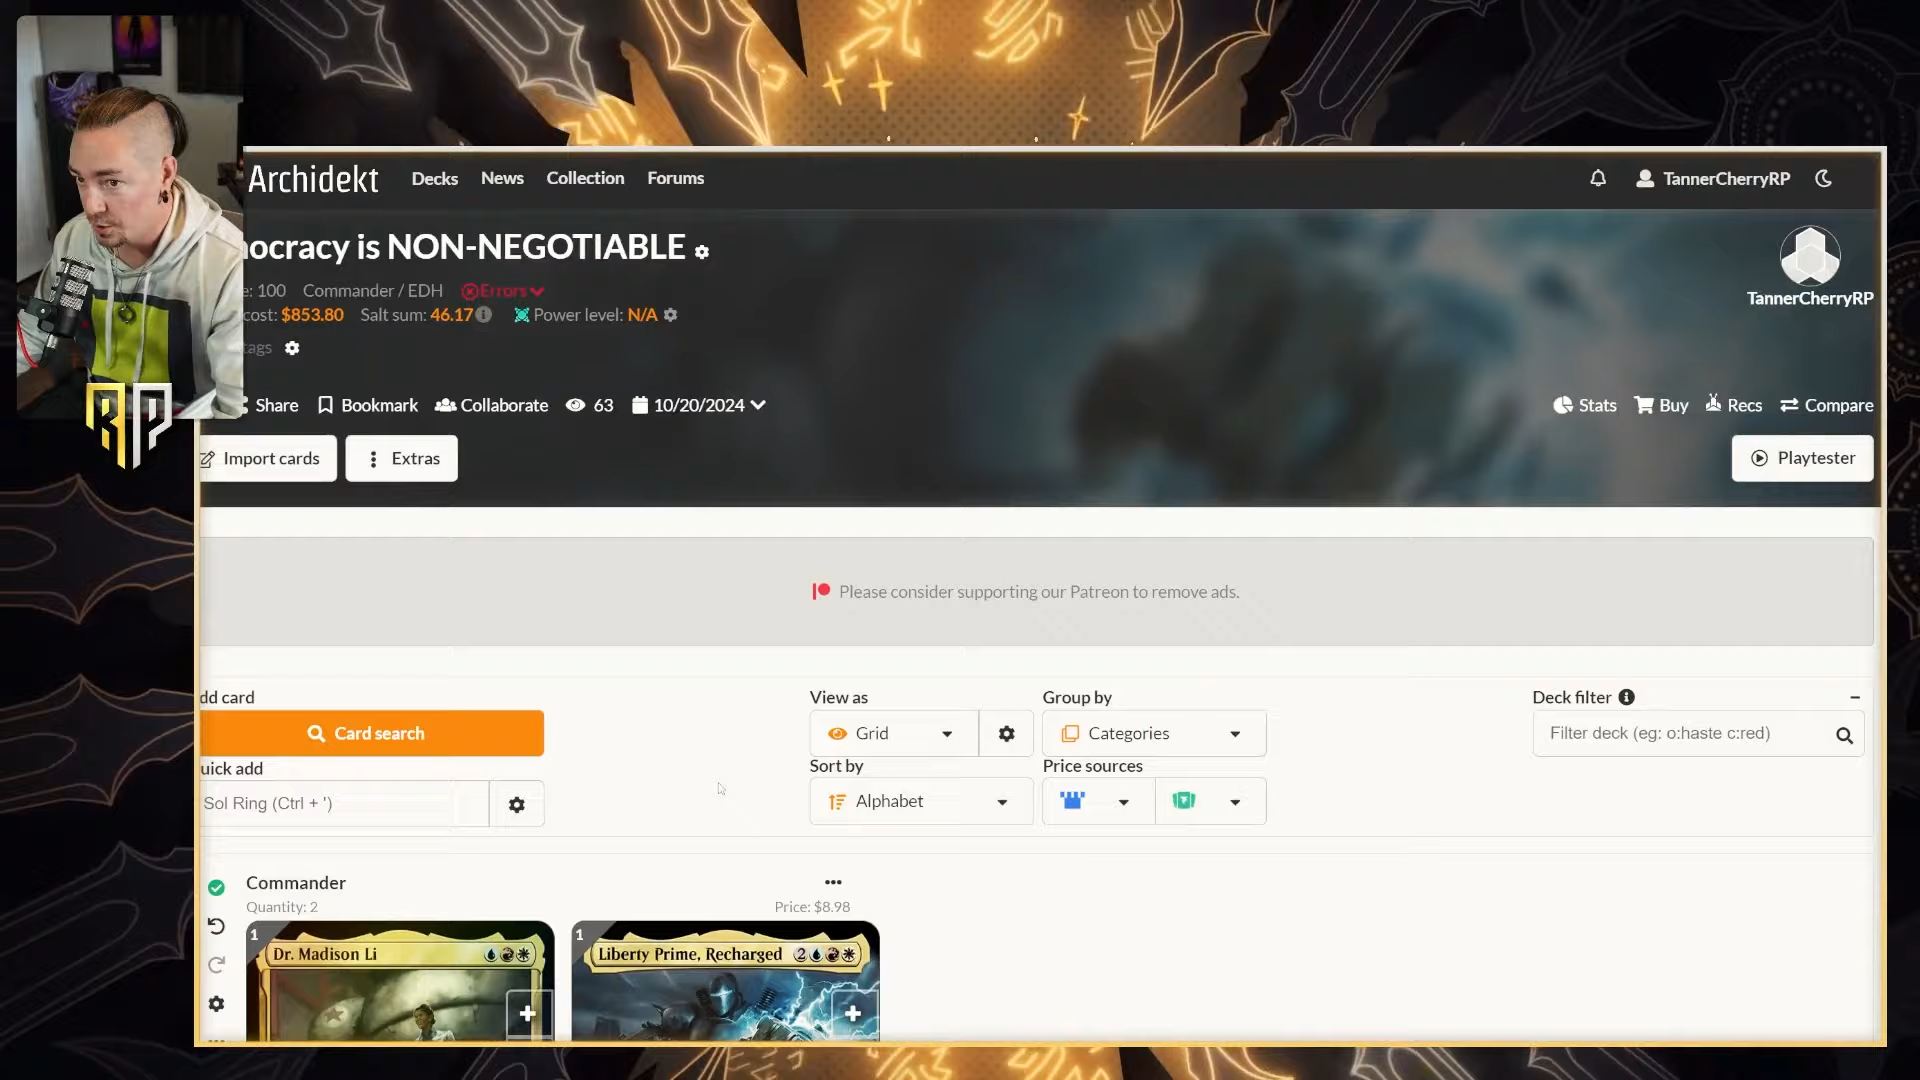 Archidekt Decks News Collection Forums TannerCherryRP
ocracy is NON-NEGOTIABLE
TannerCherryRP
e: 100 Commander / EDH Errors
cost: $853.80 Salt sum: 46.17 Power level: N/A
tags
Share Bookmark Collaborate 63 10/20/2024 Stats Buy Recs Compare
RP
Import cards Extras Playtester
Please consider supporting our Patreon to remove ads.
dd card View as Group by Deck filter
Card search Grid Categories Filter deck (eg: o:haste c:red)
uick add Sort by Price sources
Sol Ring (Ctrl + ') Alphabet
Commander
Quantity: 2 Price: $8.98
1 1
Dr. Madison Li Liberty Prime, Recharged 2